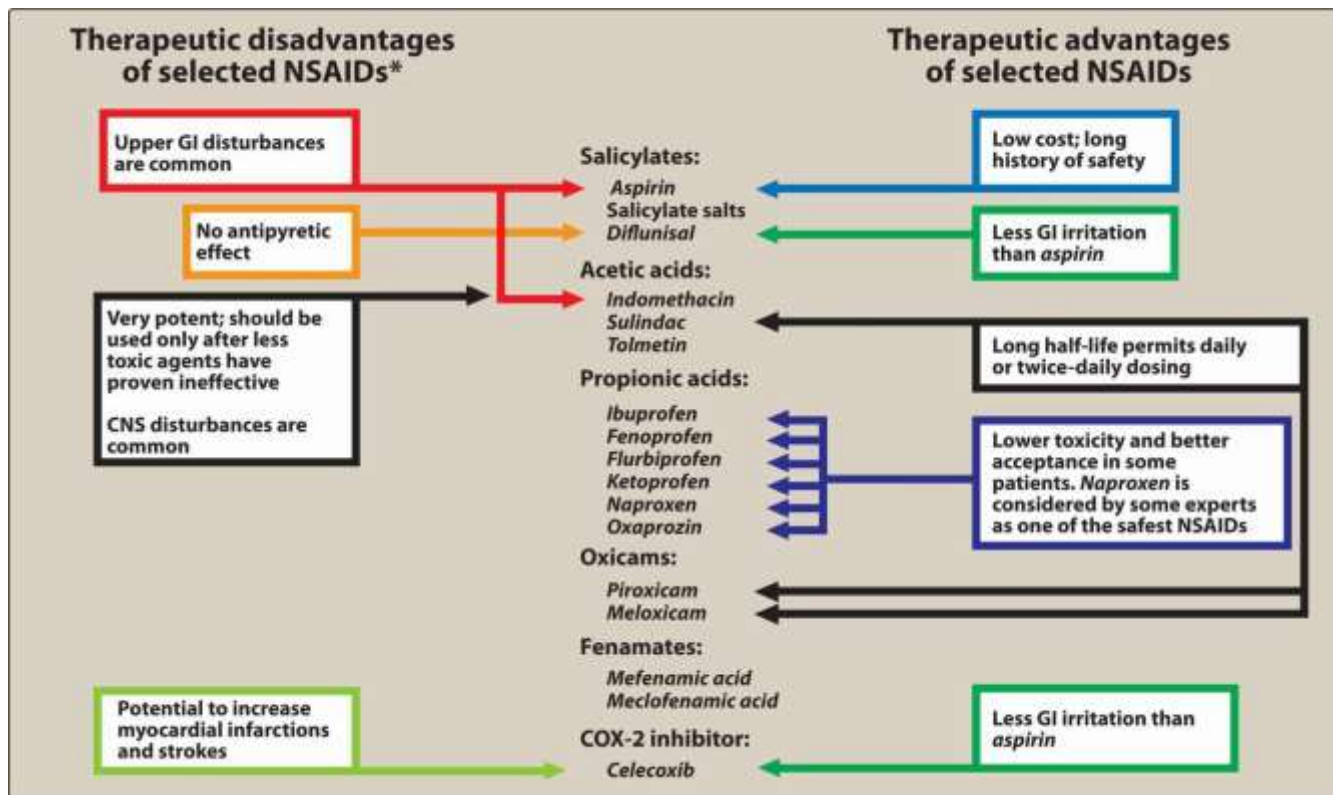 Therapeutic disadvantages
of selected NSAIDs*
Therapeutic advantages
of selected NSAIDs
Upper GI disturbances
are common
No antipyretic
effect
Very potent; should be
used only after less
toxic agents have
proven ineffective
CNS disturbances are
common
Potential to increase
myocardial infarctions
and strokes
Salicylates:
Aspirin
Salicylate salts
Diflunisal
Acetic acids:
Indomethacin
Sulindac
Tolmetin
Propionic acids:
Ibuprofen
Fenoprofen
Flurbiprofen
Ketoprofen
Naproxen
Oxaprozin
Oxicams:
Piroxicam
Meloxicam
Fenamates:
Mefenamic acid
Meclofenamic acid
COX-2 inhibitor:
Celecoxib
Low cost; long
history of safety
Less GI irritation
than aspirin
Long half-life permits daily
or twice-daily dosing
Lower toxicity and better
acceptance in some
patients. Naproxen is
considered by some experts
as one of the safest NSAIDs
Less GI irritation than
aspirin